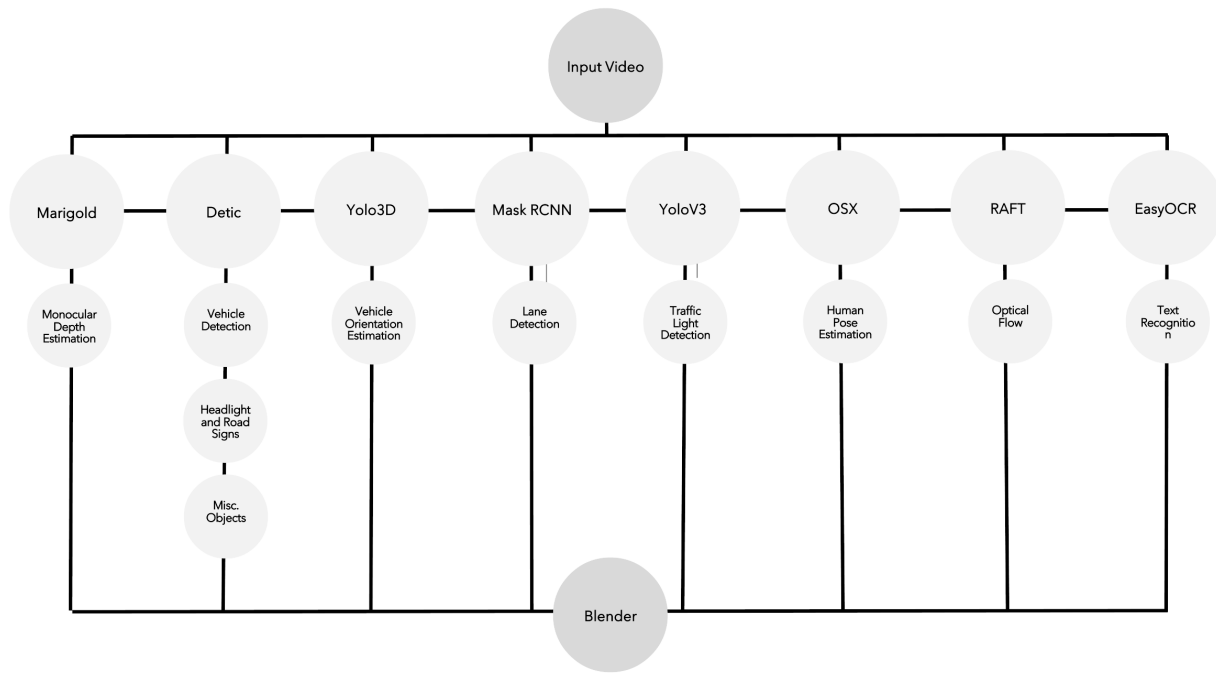 Input Video
Marigold
Detic
Yolo3D
Mask RCNN
YoloV3
OSX
RAFT
EasyOCR
Monocular
Depth
Estimation
Vehicle
Detection
Vehicle
Orientation
Estimation
Lane
Detection
Traffic
Light
Detection
Human
Pose
Estimation
Optical
Flow
Text
Recognitio
n
Headlight
and Road
Signs
Misc.
Objects
Blender